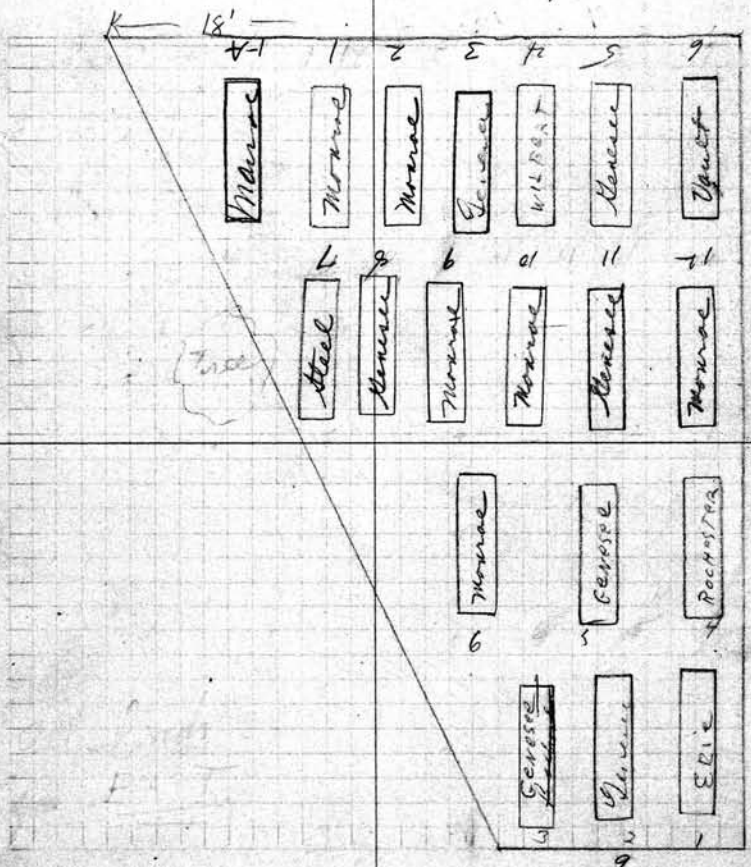 18'
1-A 1 2 3 4 5 6
Monroe Monroe Monroe Genesee WILBERT Genesee Vault
7 8 9 10 11 12
Steel Genesee Monroe Monroe Genesee Monroe
Tree
Monroe GENESEE ROCHESTER
6 5 4
GENESEE Genesee ERIE
3 2 1
6